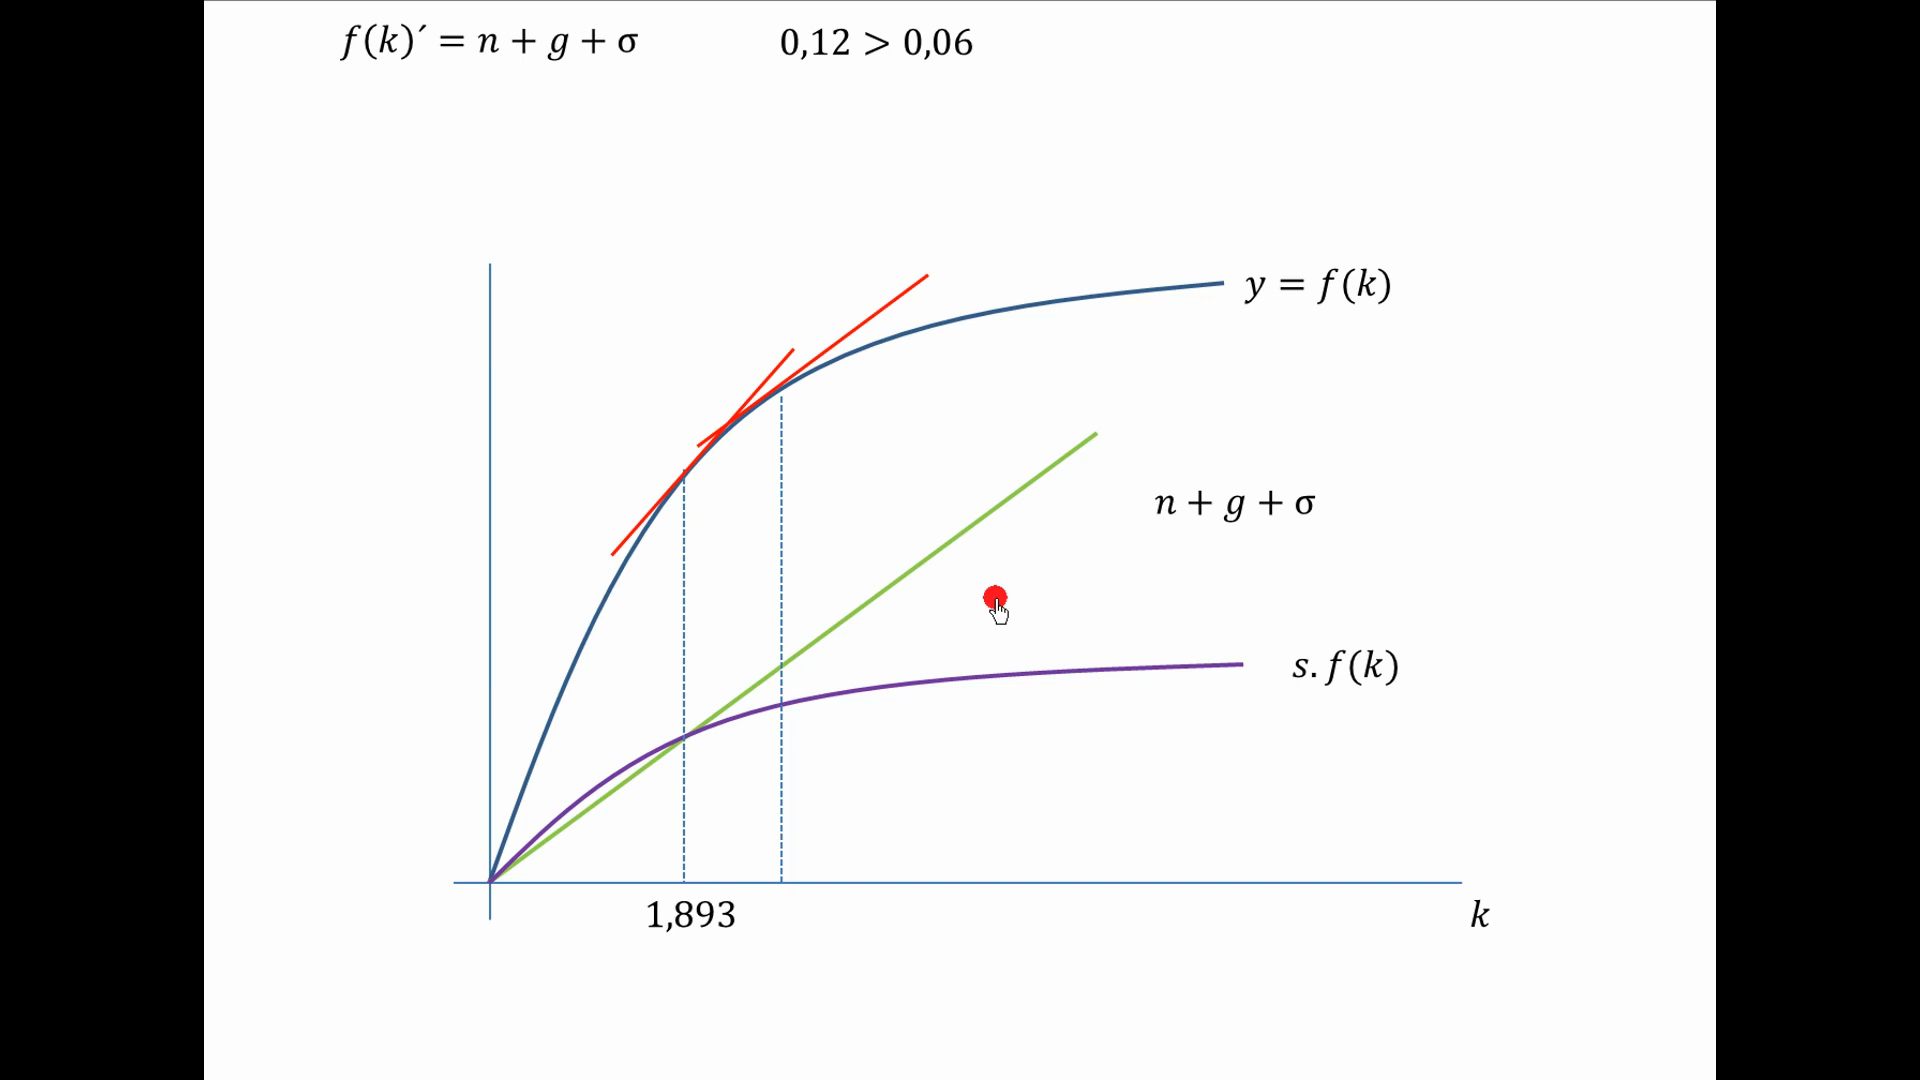 f(k)´ = n + g + σ
0,12 > 0,06
y = f(k)
n + g + σ
s. f(k)
1,893
k